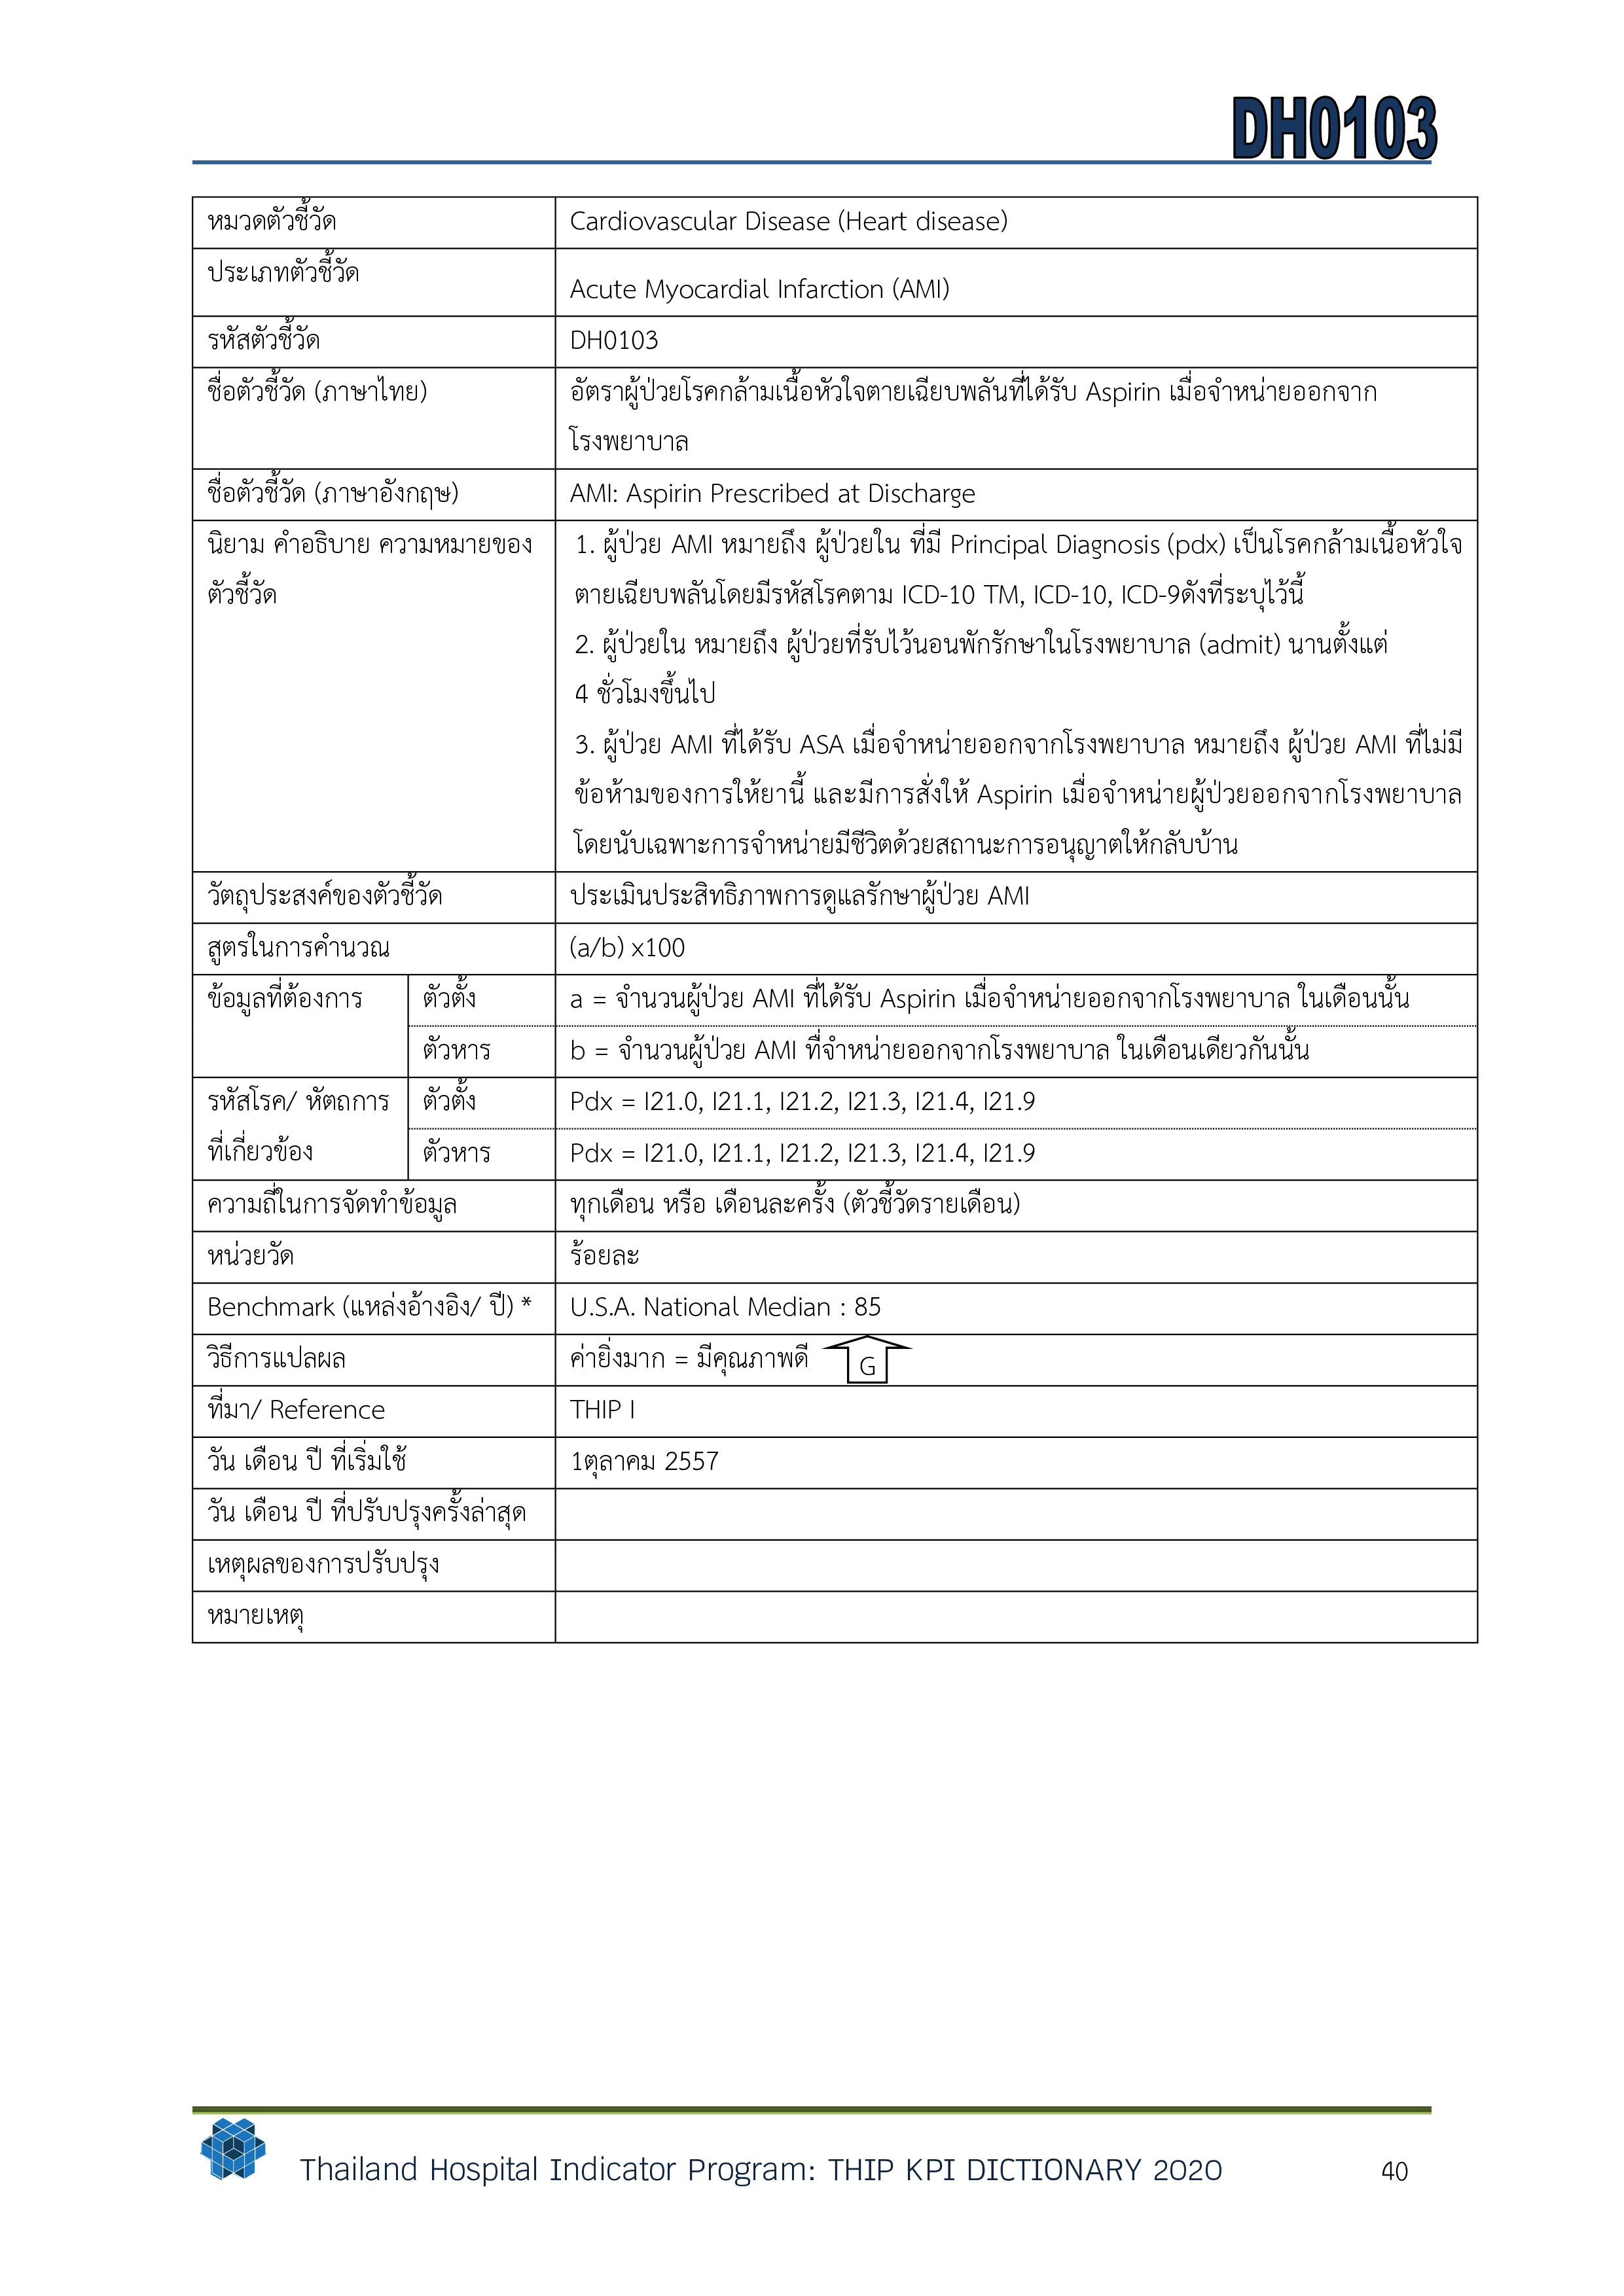 DH0103
หมวดตัวชี้วัด Cardiovascular Disease (Heart disease)
ประเภทตัวชี้วัด Acute Myocardial Infarction (AMI)
รหัสตัวชี้วัด DH0103
ชื่อตัวชี้วัด (ภาษาไทย) อัตราผู้ป่วยโรคกล้ามเนื้อหัวใจตายเฉียบพลันที่ได้รับ Aspirin เมื่อจำหน่ายออกจาก
โรงพยาบาล
ชื่อตัวชี้วัด (ภาษาอังกฤษ) AMI: Aspirin Prescribed at Discharge
นิยาม คำอธิบาย ความหมายของ
ตัวชี้วัด
1. ผู้ป่วย AMI หมายถึง ผู้ป่วยใน ที่มี Principal Diagnosis (pdx) เป็นโรคกล้ามเนื้อหัวใจ
ตายเฉียบพลันโดยมีรหัสโรคตาม ICD-10 TM, ICD-10, ICD-9ดังที่ระบุไว้นี้
2. ผู้ป่วยใน หมายถึง ผู้ป่วยที่รับไว้นอนพักรักษาในโรงพยาบาล (admit) นานตั้งแต่
4 ชั่วโมงขึ้นไป
3. ผู้ป่วย AMI ที่ได้รับ ASA เมื่อจำหน่ายออกจากโรงพยาบาล หมายถึง ผู้ป่วย AMI ที่ไม่มี
ข้อห้ามของการให้ยานี้ และมีการสั่งให้ Aspirin เมื่อจำหน่ายผู้ป่วยออกจากโรงพยาบาล
โดยนับเฉพาะการจำหน่ายมีชีวิตด้วยสถานะการอนุญาตให้กลับบ้าน
วัตถุประสงค์ของตัวชี้วัด ประเมินประสิทธิภาพการดูแลรักษาผู้ป่วย AMI
สูตรในการคำนวณ (a/b) x100
ข้อมูลที่ต้องการ ตัวตั้ง a = จำนวนผู้ป่วย AMI ที่ได้รับ Aspirin เมื่อจำหน่ายออกจากโรงพยาบาล ในเดือนนั้น
ตัวหาร b = จำนวนผู้ป่วย AMI ที่จำหน่ายออกจากโรงพยาบาล ในเดือนเดียวกันนั้น
รหัสโรค/ หัตถการ ตัวตั้ง Pdx = I21.0, I21.1, I21.2, I21.3, I21.4, I21.9
ที่เกี่ยวข้อง ตัวหาร Pdx = I21.0, I21.1, I21.2, I21.3, I21.4, I21.9
ความถี่ในการจัดทำข้อมูล ทุกเดือน หรือ เดือนละครั้ง (ตัวชี้วัดรายเดือน)
หน่วยวัด ร้อยละ
Benchmark (แหล่งอ้างอิง/ ปี) * U.S.A. National Median : 85
วิธีการแปลผล ค่ายิ่งมาก = มีคุณภาพดี G
ที่มา/ Reference THIP I
วัน เดือน ปี ที่เริ่มใช้ 1ตุลาคม 2557
วัน เดือน ปี ที่ปรับปรุงครั้งล่าสุด
เหตุผลของการปรับปรุง
หมายเหตุ
Thailand Hospital Indicator Program: THIP KPI DICTIONARY 2020 40